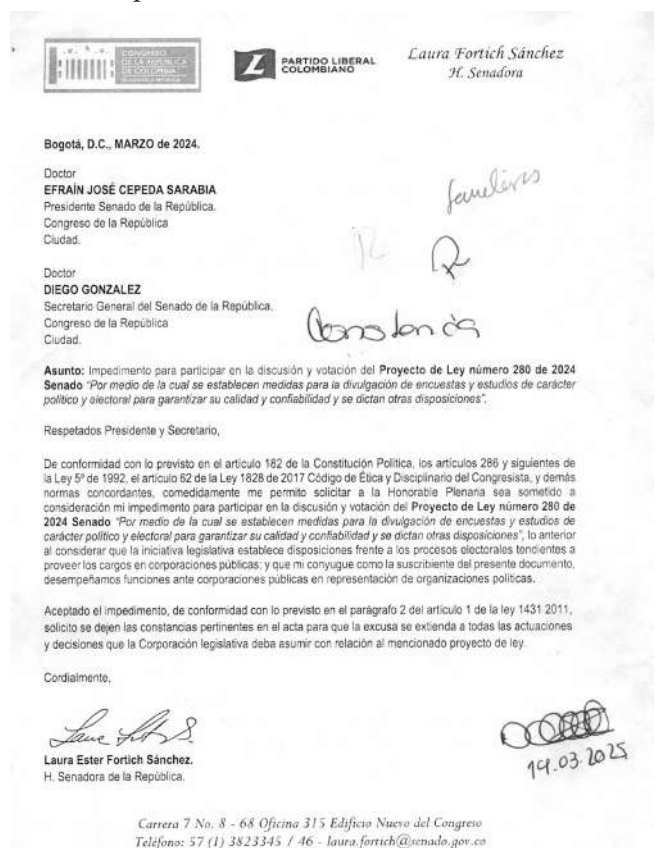 CONGRESO
DE LA REPÚBLICA
DE COLOMBIA
L PARTIDO LIBERAL
COLOMBIANO
Laura Fortich Sánchez
H. Senadora
Bogotá, D.C., MARZO de 2024.
Doctor
EFRAÍN JOSÉ CEPEDA SARABIA
Presidente Senado de la República.
Congreso de la República
Ciudad.
Doctor
DIEGO GONZALEZ
Secretario General del Senado de la República.
Congreso de la República
Ciudad.
Constancia
Asunto: Impedimento para participar en la discusión y votación del Proyecto de Ley número 280 de 2024
Senado "Por medio de la cual se establecen medidas para la divulgación de encuestas y estudios de carácter
político y electoral para garantizar su calidad y confiabilidad y se dictan otras disposiciones".
Respetados Presidente y Secretario,
De conformidad con lo previsto en el artículo 182 de la Constitución Política, los artículos 286 y siguientes de
la Ley 5ª de 1992, el artículo 62 de la Ley 1828 de 2017 Código de Ética y Disciplinario del Congresista, y demás
normas concordantes, comedidamente me permito solicitar a la Honorable Plenaria sea sometido a
consideración mi impedimento para participar en la discusión y votación del Proyecto de Ley número 280 de
2024 Senado "Por medio de la cual se establecen medidas para la divulgación de encuestas y estudios de
carácter político y electoral para garantizar su calidad y confiabilidad y se dictan otras disposiciones", lo anterior
al considerar que la iniciativa legislativa establece disposiciones frente a los procesos electorales tendientes a
proveer los cargos en corporaciones públicas; y que mi conyugue como la suscribiente del presente documento,
desempeñamos funciones ante corporaciones públicas en representación de organizaciones políticas.
Aceptado el impedimento, de conformidad con lo previsto en el parágrafo 2 del artículo 1 de la ley 1431 2011,
solicito se dejen las constancias pertinentes en el acta para que la excusa se extienda a todas las actuaciones
y decisiones que la Corporación legislativa deba asumir con relación al mencionado proyecto de ley
Cordialmente,
Laura Ester Fortich Sánchez.
H. Senadora de la República.
19.03.2025
Carrera 7 No. 8 - 68 Oficina 315 Edificio Nuevo del Congreso
Teléfono: 57 (1) 3823345 / 46 - laura.fortich@senado.gov.co